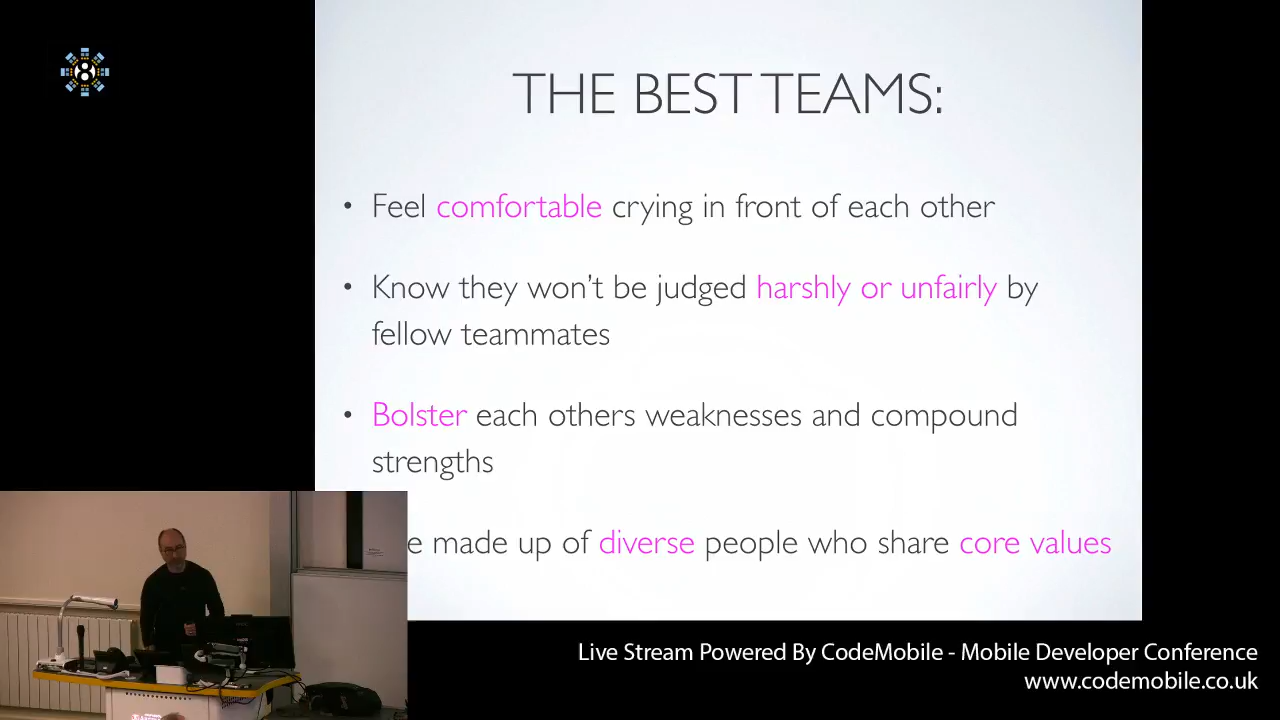 THE BEST TEAMS:
• Feel comfortable crying in front of each other
• Know they won't be judged harshly or unfairly by
fellow teammates
• Bolster each others weaknesses and compound
strengths
e made up of diverse people who share core values
Live Stream Powered By CodeMobile - Mobile Developer Conference
www.codemobile.co.uk